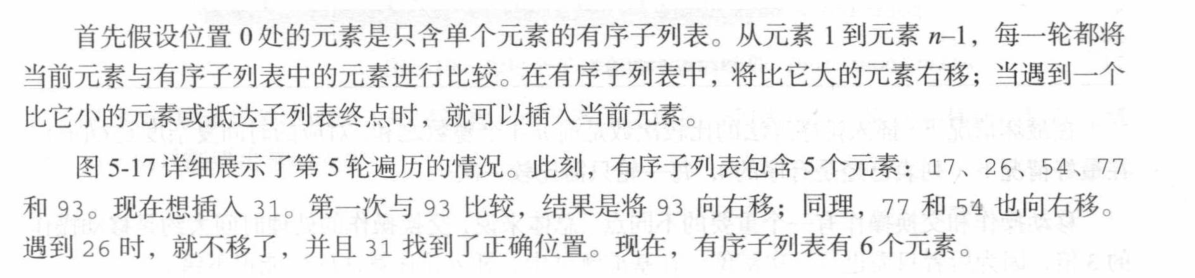 首先假设位置 0 处的元素是只含单个元素的有序子列表。从元素 1 到元素 n–1，每一轮都将
当前元素与有序子列表中的元素进行比较。在有序子列表中，将比它大的元素右移；当遇到一个
比它小的元素或抵达子列表终点时，就可以插入当前元素。
图 5-17 详细展示了第 5 轮遍历的情况。此刻，有序子列表包含 5 个元素：17、26、54、77
和 93。现在想插入 31。第一次与 93 比较，结果是将 93 向右移；同理，77 和 54 也向右移。
遇到 26 时，就不移了，并且 31 找到了正确位置。现在，有序子列表有 6 个元素。